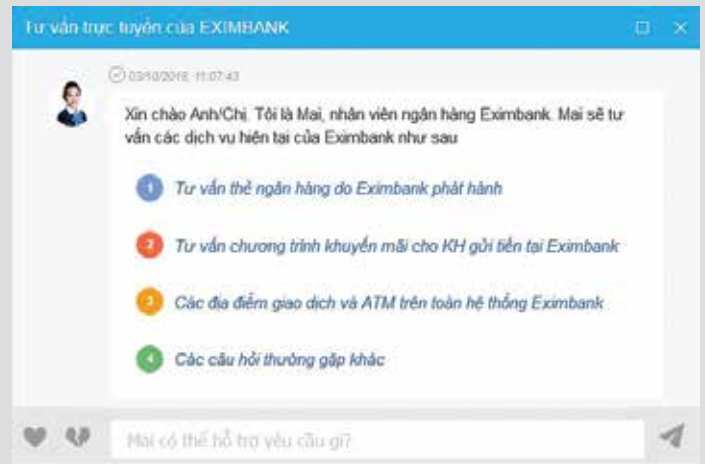 Tư vấn trực tuyến của EXIMBANK
03/10/2018, 11:07:43
Xin chào Anh/Chị. Tôi là Mai, nhân viên ngân hàng Eximbank. Mai sẽ tư
vấn các dịch vụ hiện tại của Eximbank như sau
1 Tư vấn thẻ ngân hàng do Eximbank phát hành
2 Tư vấn chương trình khuyến mãi cho KH gửi tiền tại Eximbank
3 Các địa điểm giao dịch và ATM trên toàn hệ thống Eximbank
4 Các câu hỏi thường gặp khác
Mai có thể hỗ trợ yêu cầu gì?